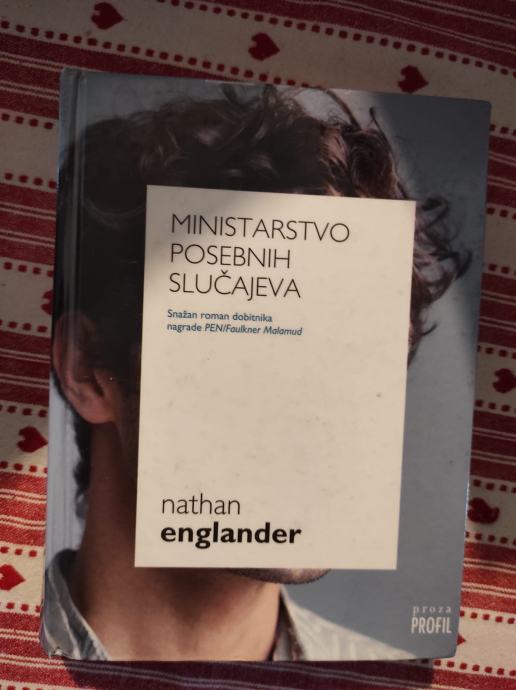 MINISTARSTVO
POSEBNIH
SLUČAJEVA
Snažan roman dobitnika
nagrade PEN/Faulkner Malamud
nathan
englander
proza
PROFIL